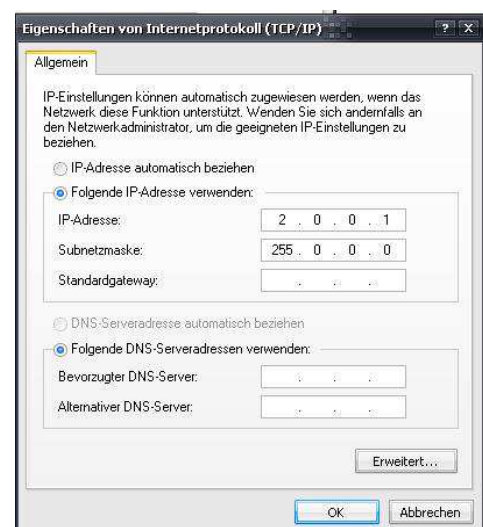 Eigenschaften von Internetprotokoll (TCP/IP) ? X
Allgemein
IP-Einstellungen können automatisch zugewiesen werden, wenn das
Netzwerk diese Funktion unterstützt. Wenden Sie sich andernfalls an
den Netzwerkadministrator, um die geeigneten IP-Einstellungen zu
beziehen.
IP-Adresse automatisch beziehen
Folgende IP-Adresse verwenden:
IP-Adresse: 2 . 0 . 0 . 1
Subnetzmaske: 255 . 0 . 0 . 0
Standardgateway: . . .
DNS-Serveradresse automatisch beziehen
Folgende DNS-Serveradressen verwenden:
Bevorzugter DNS-Server: . . .
Alternativer DNS-Server: . . .
Erweitert...
OK Abbrechen